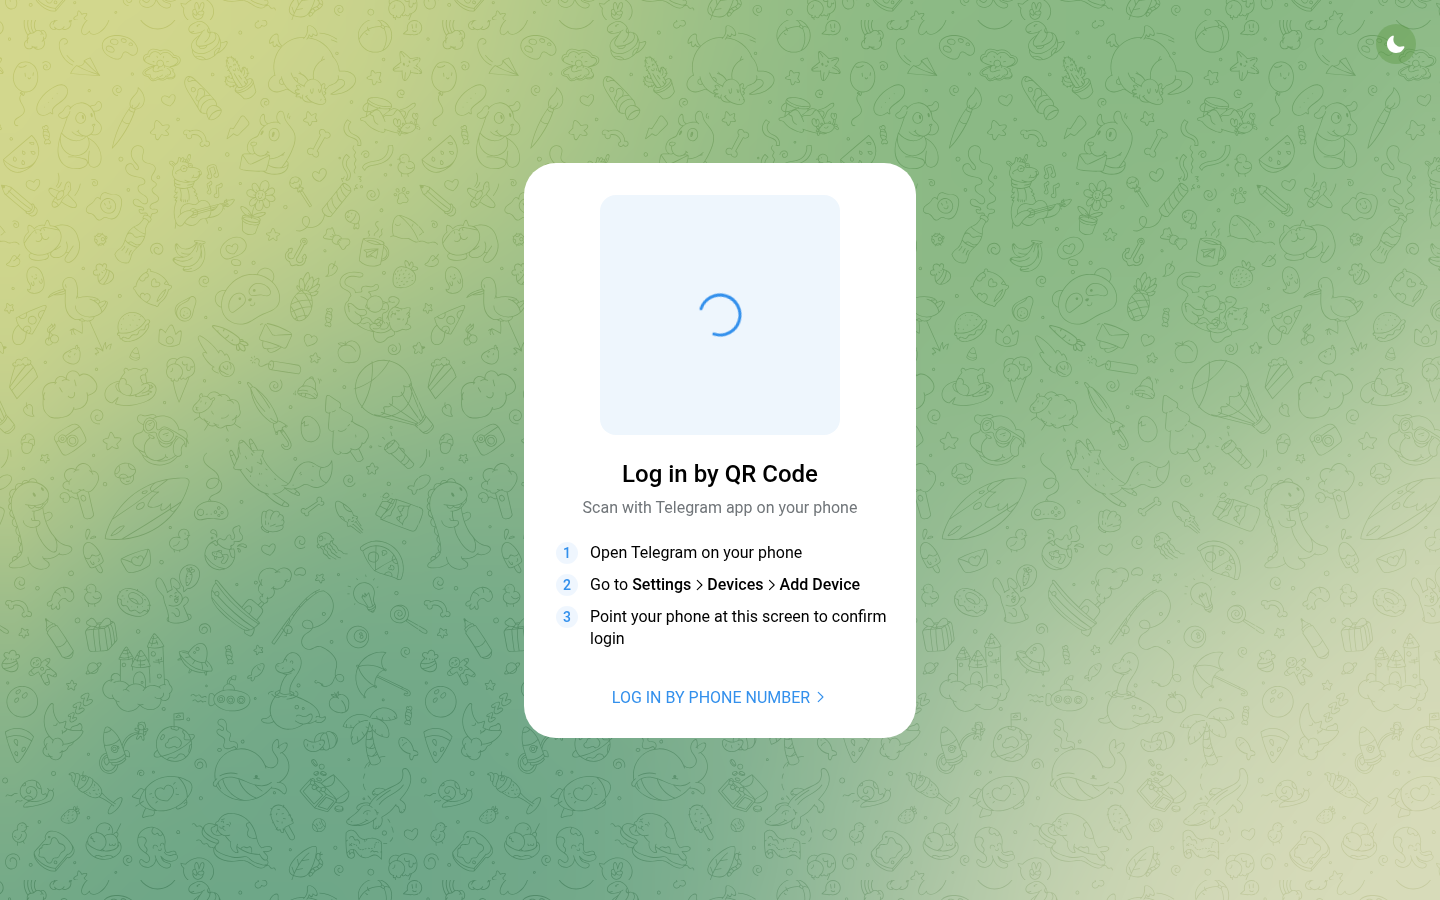 Log in by QR Code
Scan with Telegram app on your phone
1 Open Telegram on your phone
2 Go to Settings > Devices > Add Device
3 Point your phone at this screen to confirm
login
LOG IN BY PHONE NUMBER >